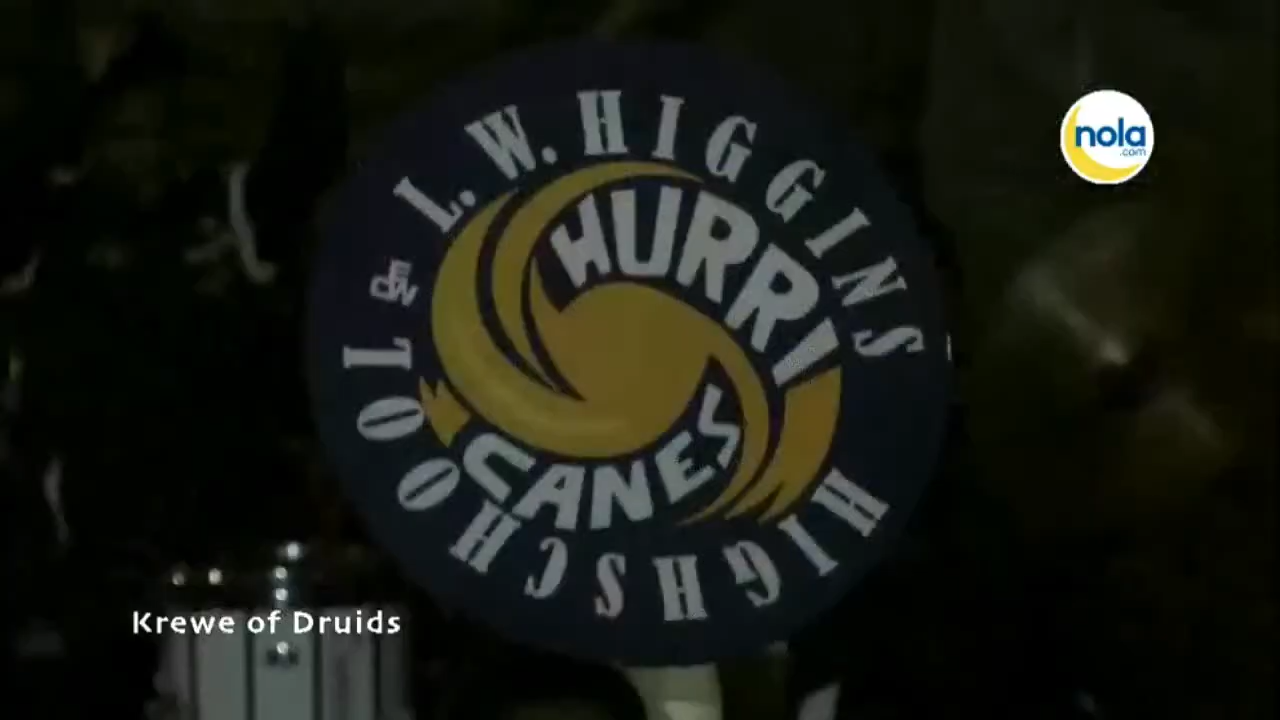 L.W. HIGGINS
HIGH SCHOOL
HURRI
CANES
nola
.com
Krewe of Druids